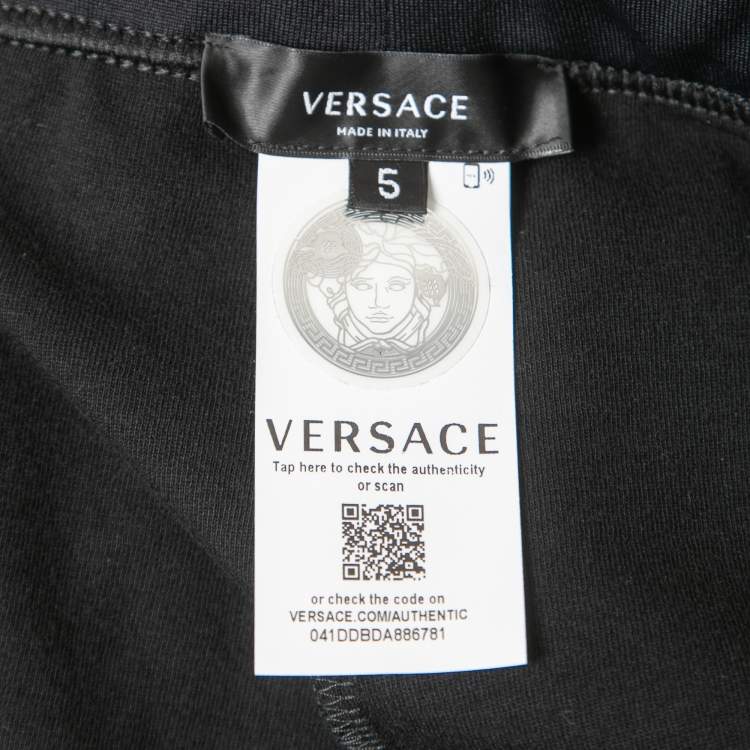 VERSACE
MADE IN ITALY
5
VERSACE
Tap here to check the authenticity
or scan
or check the code on
VERSACE.COM/AUTHENTIC
041DDBDA886781